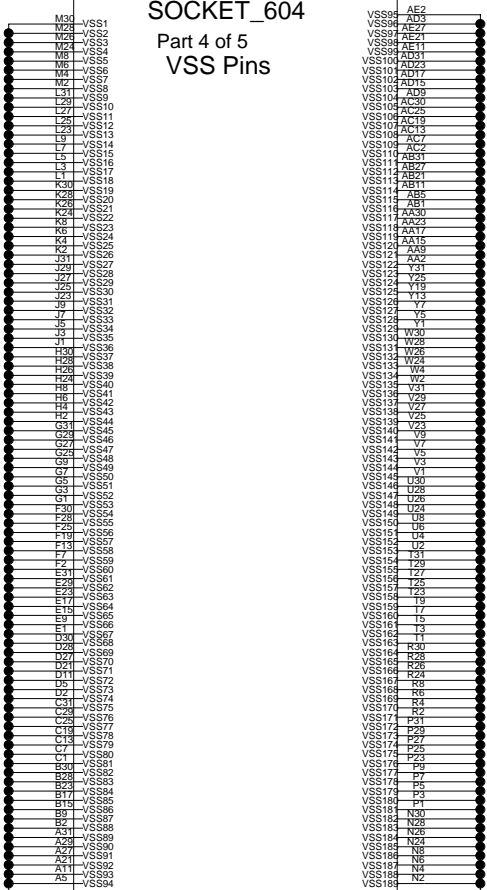 SOCKET_604
Part 4 of 5
VSS Pins
M30 VSS1
M28 VSS2
M26 VSS3
M24 VSS4
M8 VSS5
M6 VSS6
M4 VSS7
M2 VSS8
L31 VSS9
L29 VSS10
L27 VSS11
L25 VSS12
L23 VSS13
L9 VSS14
L7 VSS15
L5 VSS16
L3 VSS17
L1 VSS18
K30 VSS19
K28 VSS20
K26 VSS21
K24 VSS22
K8 VSS23
K6 VSS24
K4 VSS25
K2 VSS26
J31 VSS27
J29 VSS28
J27 VSS29
J25 VSS30
J23 VSS31
J9 VSS32
J7 VSS33
J5 VSS34
J3 VSS35
J1 VSS36
H30 VSS37
H28 VSS38
H26 VSS39
H24 VSS40
H8 VSS41
H6 VSS42
H4 VSS43
H2 VSS44
G31 VSS45
G29 VSS46
G27 VSS47
G25 VSS48
G9 VSS49
G7 VSS50
G5 VSS51
G3 VSS52
G1 VSS53
F30 VSS54
F28 VSS55
F25 VSS56
F19 VSS57
F13 VSS58
F7 VSS59
F2 VSS60
E31 VSS61
E29 VSS62
E23 VSS63
E17 VSS64
E15 VSS65
E9 VSS66
E1 VSS67
D30 VSS68
D28 VSS69
D27 VSS70
D21 VSS71
D11 VSS72
D5 VSS73
D2 VSS74
C31 VSS75
C29 VSS76
C25 VSS77
C19 VSS78
C13 VSS79
C7 VSS80
C1 VSS81
B30 VSS82
B28 VSS83
B23 VSS84
B17 VSS85
B15 VSS86
B9 VSS87
B2 VSS88
A31 VSS89
A29 VSS90
A27 VSS91
A21 VSS92
A11 VSS93
A5 VSS94
VSS95 AE2
VSS96 AD3
VSS97 AE27
VSS98 AE21
VSS99 AE11
VSS100 AD31
VSS101 AD23
VSS102 AD17
VSS103 AD15
VSS104 AD9
VSS105 AC30
VSS106 AC25
VSS107 AC19
VSS108 AC13
VSS109 AC7
VSS110 AC2
VSS111 AB31
VSS112 AB27
VSS113 AB21
VSS114 AB11
VSS115 AB5
VSS116 AB1
VSS117 AA30
VSS118 AA23
VSS119 AA17
VSS120 AA15
VSS121 AA9
VSS122 AA2
VSS123 Y31
VSS124 Y25
VSS125 Y19
VSS126 Y13
VSS127 Y7
VSS128 Y5
VSS129 Y1
VSS130 W30
VSS131 W28
VSS132 W26
VSS133 W24
VSS134 W4
VSS135 W2
VSS136 V31
VSS137 V29
VSS138 V27
VSS139 V25
VSS140 V23
VSS141 V9
VSS142 V7
VSS143 V5
VSS144 V3
VSS145 V1
VSS146 U30
VSS147 U28
VSS148 U26
VSS149 U24
VSS150 U8
VSS151 U6
VSS152 U4
VSS153 U2
VSS154 T31
VSS155 T29
VSS156 T27
VSS157 T25
VSS158 T23
VSS159 T9
VSS160 T7
VSS161 T5
VSS162 T3
VSS163 T1
VSS164 R30
VSS165 R28
VSS166 R26
VSS167 R24
VSS168 R8
VSS169 R6
VSS170 R4
VSS171 R2
VSS172 P31
VSS173 P29
VSS174 P27
VSS175 P25
VSS176 P23
VSS177 P9
VSS178 P7
VSS179 P5
VSS180 P3
VSS181 P1
VSS182 N30
VSS183 N28
VSS184 N26
VSS185 N24
VSS186 N8
VSS187 N6
VSS188 N4
VSS189 N2